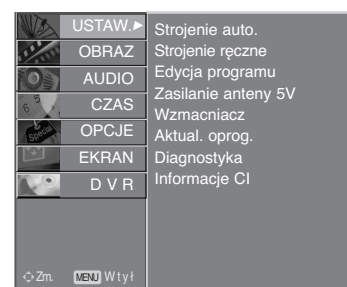 USTAW.
OBRAZ
AUDIO
CZAS
OPCJE
EKRAN
D V R
Strojenie auto.
Strojenie ręczne
Edycja programu
Zasilanie anteny 5V
Wzmacniacz
Aktual. oprog.
Diagnostyka
Informacje CI
Zm. MENU Wtył